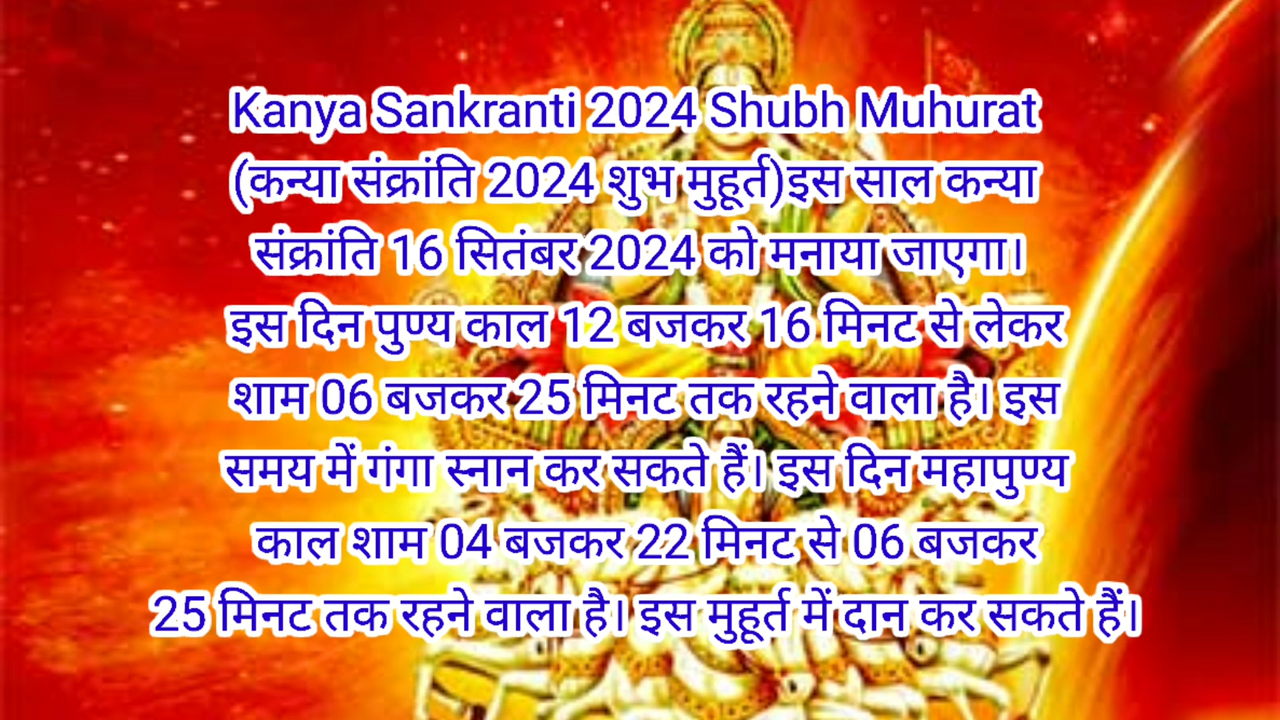 Kanya Sankranti 2024 Shubh Muhurat
(कन्या संक्रांति 2024 शुभ मुहूर्त)इस साल कन्या
संक्रांति 16 सितंबर 2024 को मनाया जाएगा।
इस दिन पुण्य काल 12 बजकर 16 मिनट से लेकर
शाम 06 बजकर 25 मिनट तक रहने वाला है। इस
समय में गंगा स्नान कर सकते हैं। इस दिन महापुण्य
काल शाम 04 बजकर 22 मिनट से 06 बजकर
25 मिनट तक रहने वाला है। इस मुहूर्त में दान कर सकते हैं।